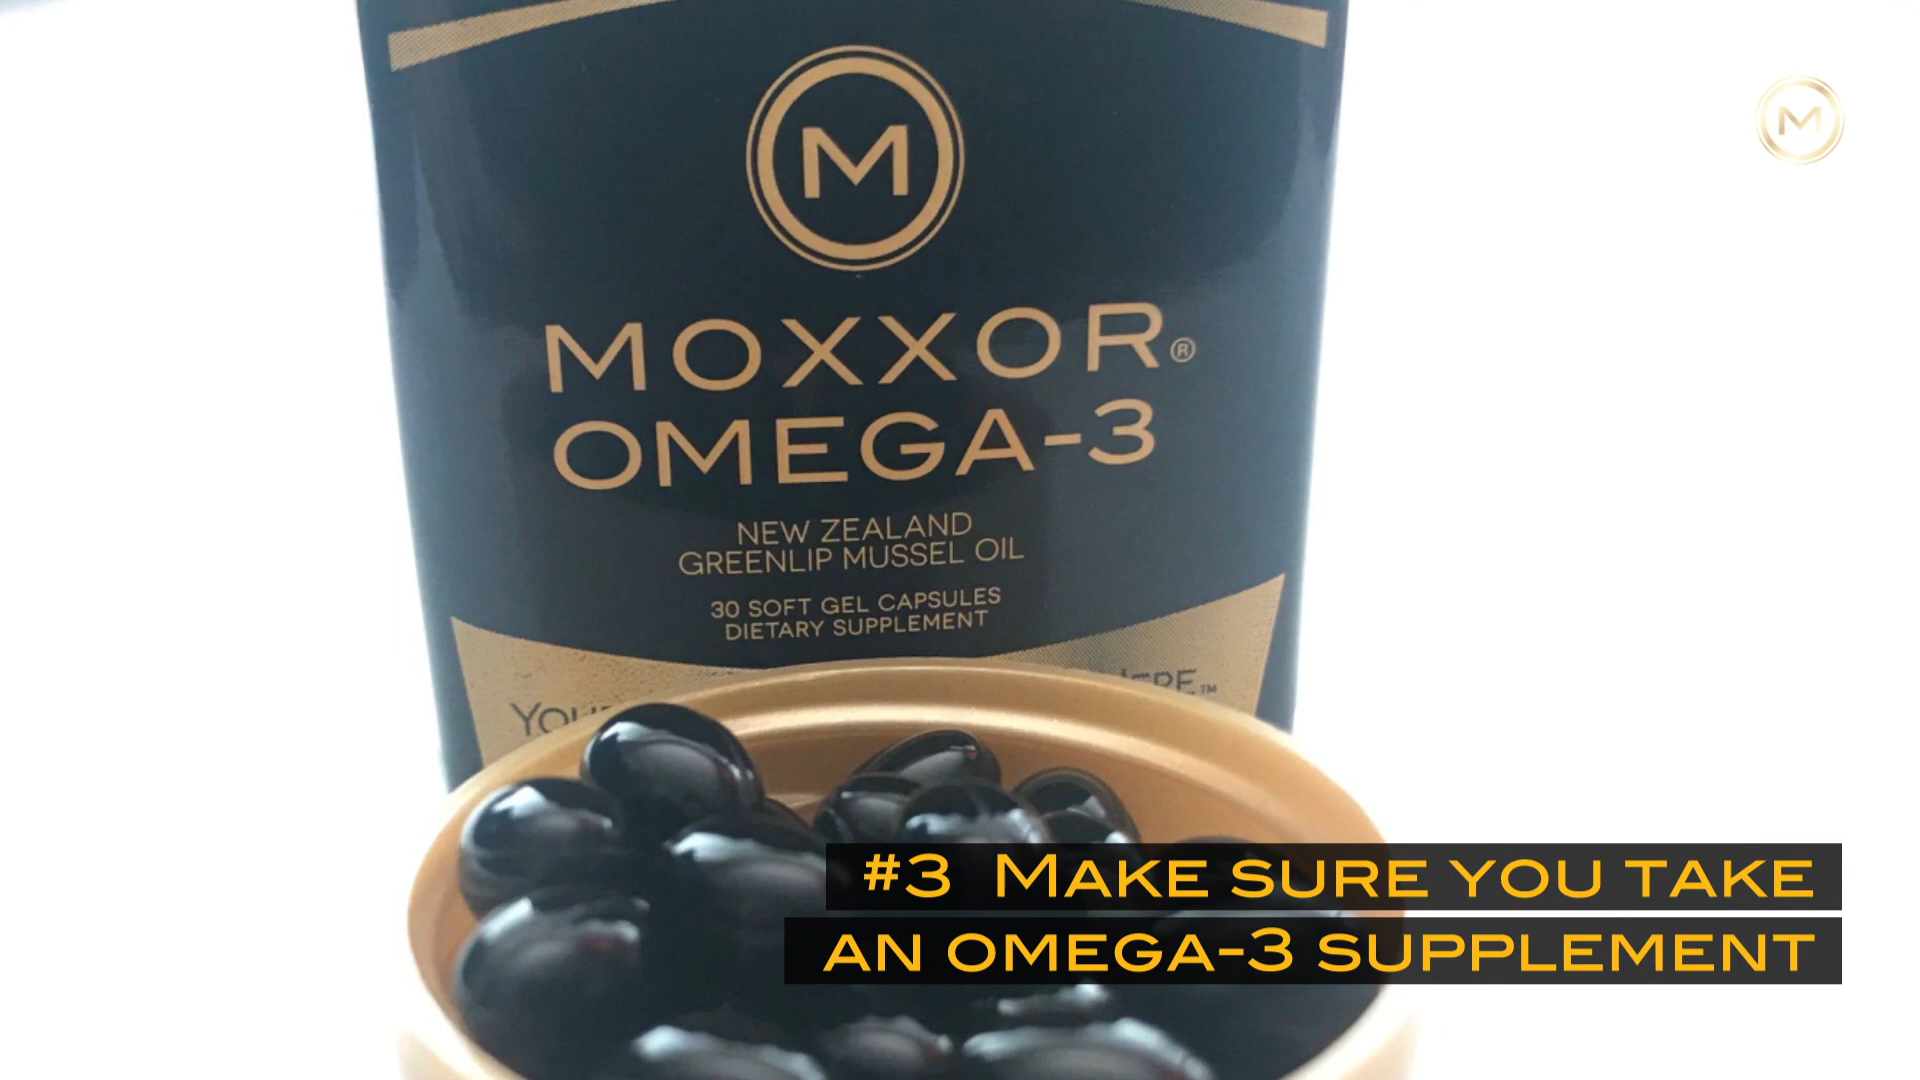 M
M
MOXXOR®
OMEGA-3
NEW ZEALAND
GREENLIP MUSSEL OIL
30 SOFT GEL CAPSULES
DIETARY SUPPLEMENT
#3 MAKE SURE YOU TAKE
AN OMEGA-3 SUPPLEMENT